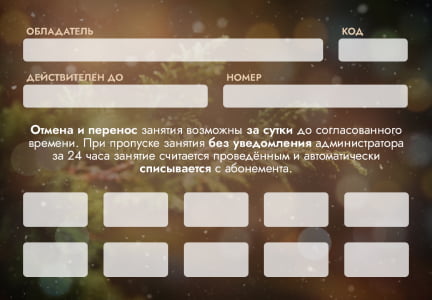 ОБЛАДАТЕЛЬ КОД
ДЕЙСТВИТЕЛЕН ДО НОМЕР
Отмена и перенос занятия возможны за сутки до согласованного
времени. При пропуске занятия без уведомления администратора
за 24 часа занятие считается проведённым и автоматически
списывается с абонемента.